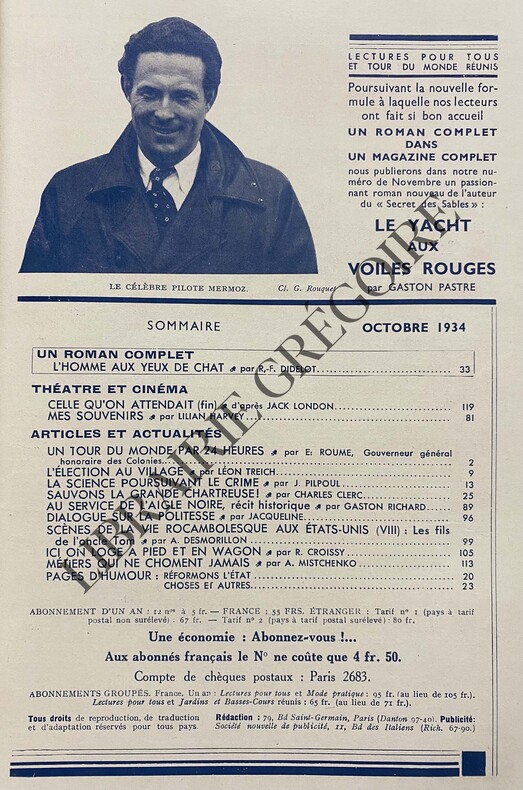 LECTURES POUR TOUS
ET TOUR DU MONDE RÉUNIS
Poursuivant la nouvelle for-
mule à laquelle nos lecteurs
ont fait si bon accueil
UN ROMAN COMPLET
DANS
UN MAGAZINE COMPLET
nous publierons dans notre nu-
méro de Novembre un passion-
nant roman nouveau de l'auteur
du « Secret des Sables » :
LE YACHT
AUX
VOILES ROUGES
par GASTON PASTRE
LE CÉLÈBRE PILOTE MERMOZ. Cl. G. Rouquet
SOMMAIRE OCTOBRE 1934
UN ROMAN COMPLET
L'HOMME AUX YEUX DE CHAT par R.-F. DIDELOT 33
THÉATRE ET CINÉMA
CELLE QU'ON ATTENDAIT (fin) d'après JACK LONDON 119
MES SOUVENIRS par LILIAN HARVEY 81
ARTICLES ET ACTUALITÉS
UN TOUR DU MONDE PAR 24 HEURES par E. ROUME, Gouverneur général
honoraire des Colonies 2
L'ÉLECTION AU VILLAGE par LÉON TREICH 9
LA SCIENCE POURSUIVANT LE CRIME par J. PILPOUL 13
SAUVONS LA GRANDE CHARTREUSE! par CHARLES CLERC 25
AU SERVICE DE L'AIGLE NOIRE, récit historique par GASTON RICHARD 89
DIALOGUE SUR LA POLITESSE par JACQUELINE 96
SCÈNES DE LA VIE ROCAMBOLESQUE AUX ÉTATS-UNIS (VIII) : Les fils
de l'oncle Tom par A. DESMORILLON 99
ICI ON LOGE A PIED ET EN WAGON par R. CROISSY 105
MÉTIERS QUI NE CHOMENT JAMAIS par A. MISTCHENKO 113
PAGES D'HUMOUR : RÉFORMONS L'ÉTAT 20
CHOSES ET AUTRES 23
ABONNEMENT D'UN AN : 12 nos à 5 fr. — FRANCE : 55 FRS. ÉTRANGER : Tarif n° 1 (pays à tarif
postal non surélevé) : 67 fr. — Tarif n° 2 (pays à tarif postal surélevé) : 80 fr.
Une économie : Abonnez-vous !...
Aux abonnés français le N° ne coûte que 4 fr. 50.
Compte de chèques postaux : Paris 2683.
ABONNEMENTS GROUPÉS. France. Un an : Lectures pour tous et Mode pratique : 95 fr. (au lieu de 105 fr.).
Lectures pour tous et Jardins et Basses-Cours réunis : 65 fr. (au lieu de 71 fr.).
Tous droits de reproduction, de traduction
et d'adaptation réservés pour tous pays.
Rédaction : 79, Bd Saint-Germain, Paris (Danton 97-40). Publicité:
Société nouvelle de publicité, 11, Bd des Italiens (Rich. 67-90.)
LIBRAIRIE GRÉGOIRE